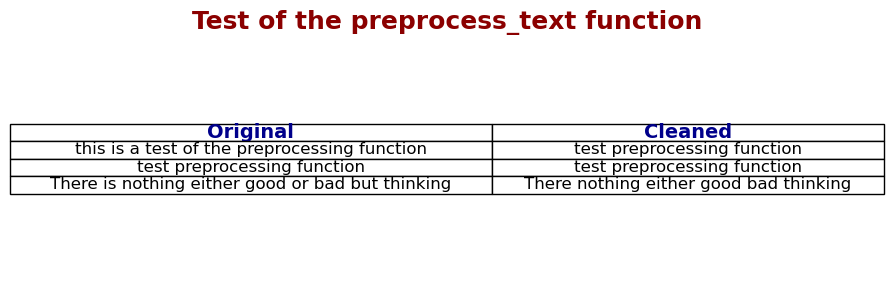 Test of the preprocess_text function
Original Cleaned
this is a test of the preprocessing function test preprocessing function
test preprocessing function test preprocessing function
There is nothing either good or bad but thinking There nothing either good bad thinking